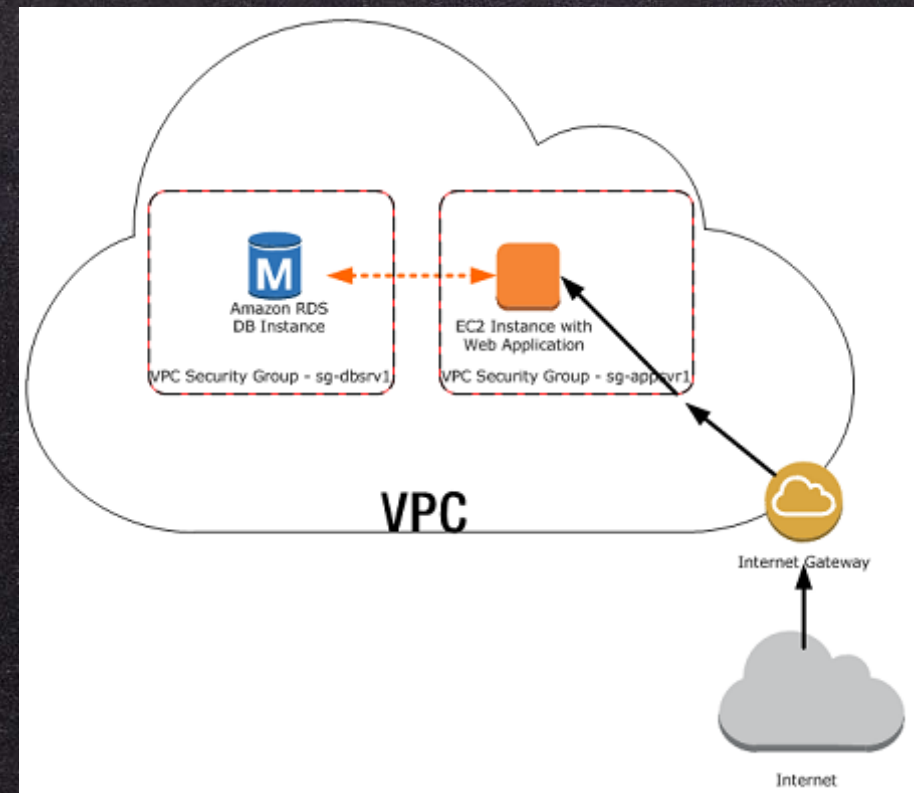 M
Amazon RDS
DB Instance
VPC Security Group - sg-dbsrv1
EC2 Instance with
Web Application
VPC Security Group - sg-appsvr1
VPC
Internet Gateway
Internet